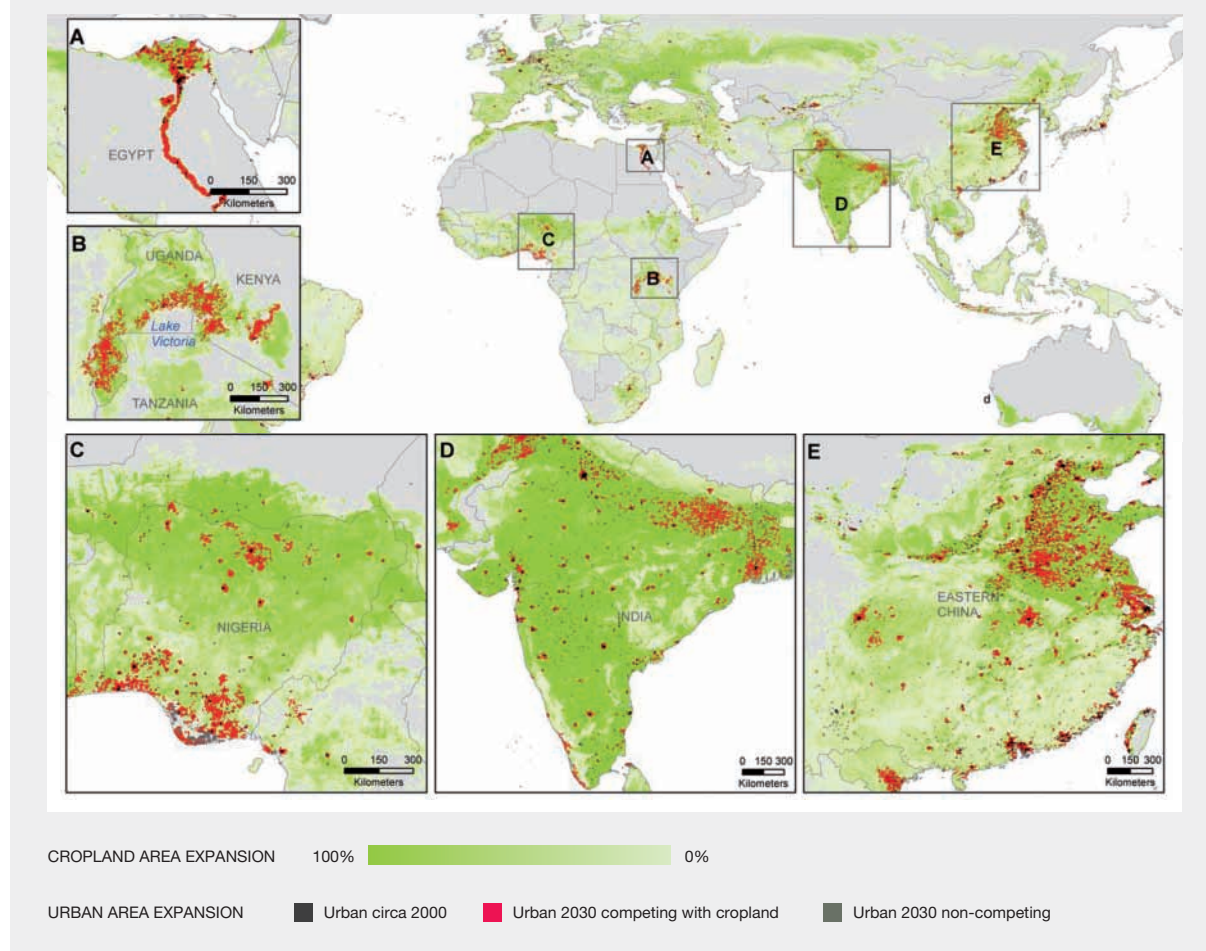 A
EGYPT
0 150 300
Kilometers
B
UGANDA
KENYA
Lake
Victoria
TANZANIA
0 150 300
Kilometers
A
B
C
D
E
d
C
NIGERIA
0 150 300
Kilometers
D
INDIA
0 150 300
Kilometers
E
EASTERN
CHINA
0 150 300
Kilometers
CROPLAND AREA EXPANSION 100% 0%
URBAN AREA EXPANSION Urban circa 2000 Urban 2030 competing with cropland Urban 2030 non-competing